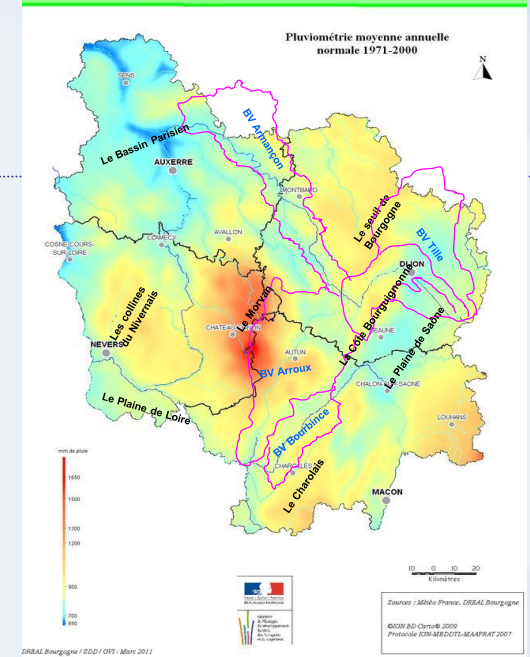 Pluviométrie moyenne annuelle
normale 1971-2000
N
SENS
Le Bassin Parisien
BV Armançon
AUXERRE
MONTBARD
Le seuil de
Bourgogne
BV Tille
AVALLON
CLAMECY
COSNE-COURS-
SUR-LOIRE
DIJON
Les collines
du Nivernais
Le Morvan
La Côte Bourguignonne
CHATEAU-
BEAUNE
Le Plaine de Saône
NEVERS
AUTUN
BV Arroux
CHALON-SUR-SAONE
Le Plaine de Loire
LOUHANS
BV Bourbince
mm de pluie
CHAROLLES
Le Charolais
MACON
1650
1500
1300
1200
900
700
650
10 0 10 20
Kilomètres
Sources : Météo France, DREAL Bourgogne
©IGN BD Carto® 2009
Protocole IGN-MEDDTL-MAAPRAT 2007
DREAL Bourgogne / SDD / GVI - Mars 2011